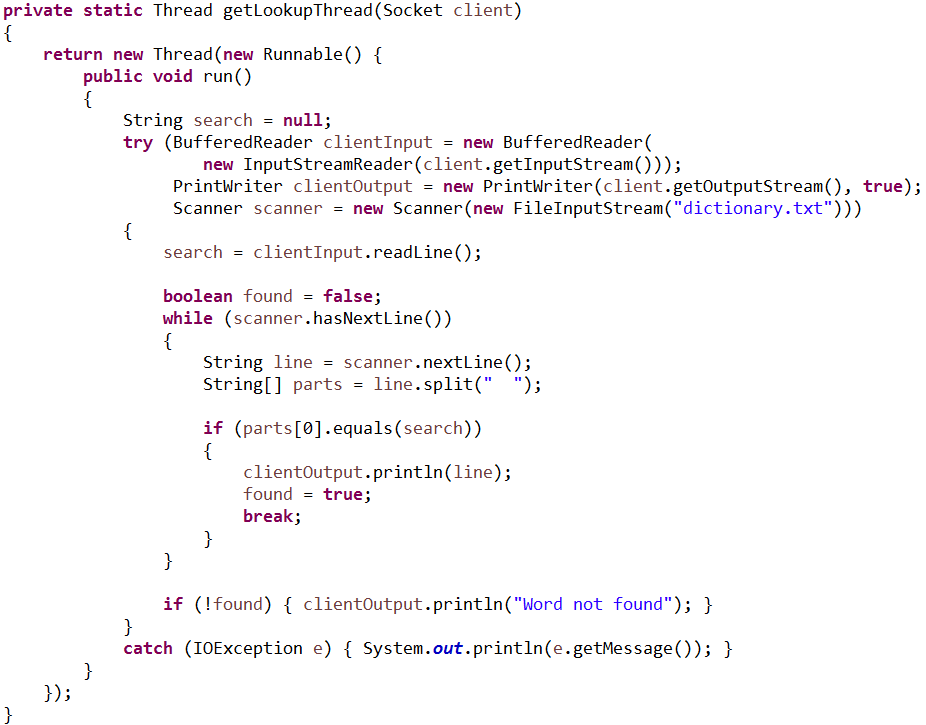 private static Thread getLookupThread(Socket client)
{
    return new Thread(new Runnable() {
        public void run()
        {
            String search = null;
            try (BufferedReader clientInput = new BufferedReader(
                    new InputStreamReader(client.getInputStream()));
                 PrintWriter clientOutput = new PrintWriter(client.getOutputStream(), true);
                 Scanner scanner = new Scanner(new FileInputStream("dictionary.txt")))
            {
                search = clientInput.readLine();

                boolean found = false;
                while (scanner.hasNextLine())
                {
                    String line = scanner.nextLine();
                    String[] parts = line.split("  ");

                    if (parts[0].equals(search))
                    {
                        clientOutput.println(line);
                        found = true;
                        break;
                    }
                }

                if (!found) { clientOutput.println("Word not found"); }
            }
            catch (IOException e) { System.out.println(e.getMessage()); }
        }
    });
}